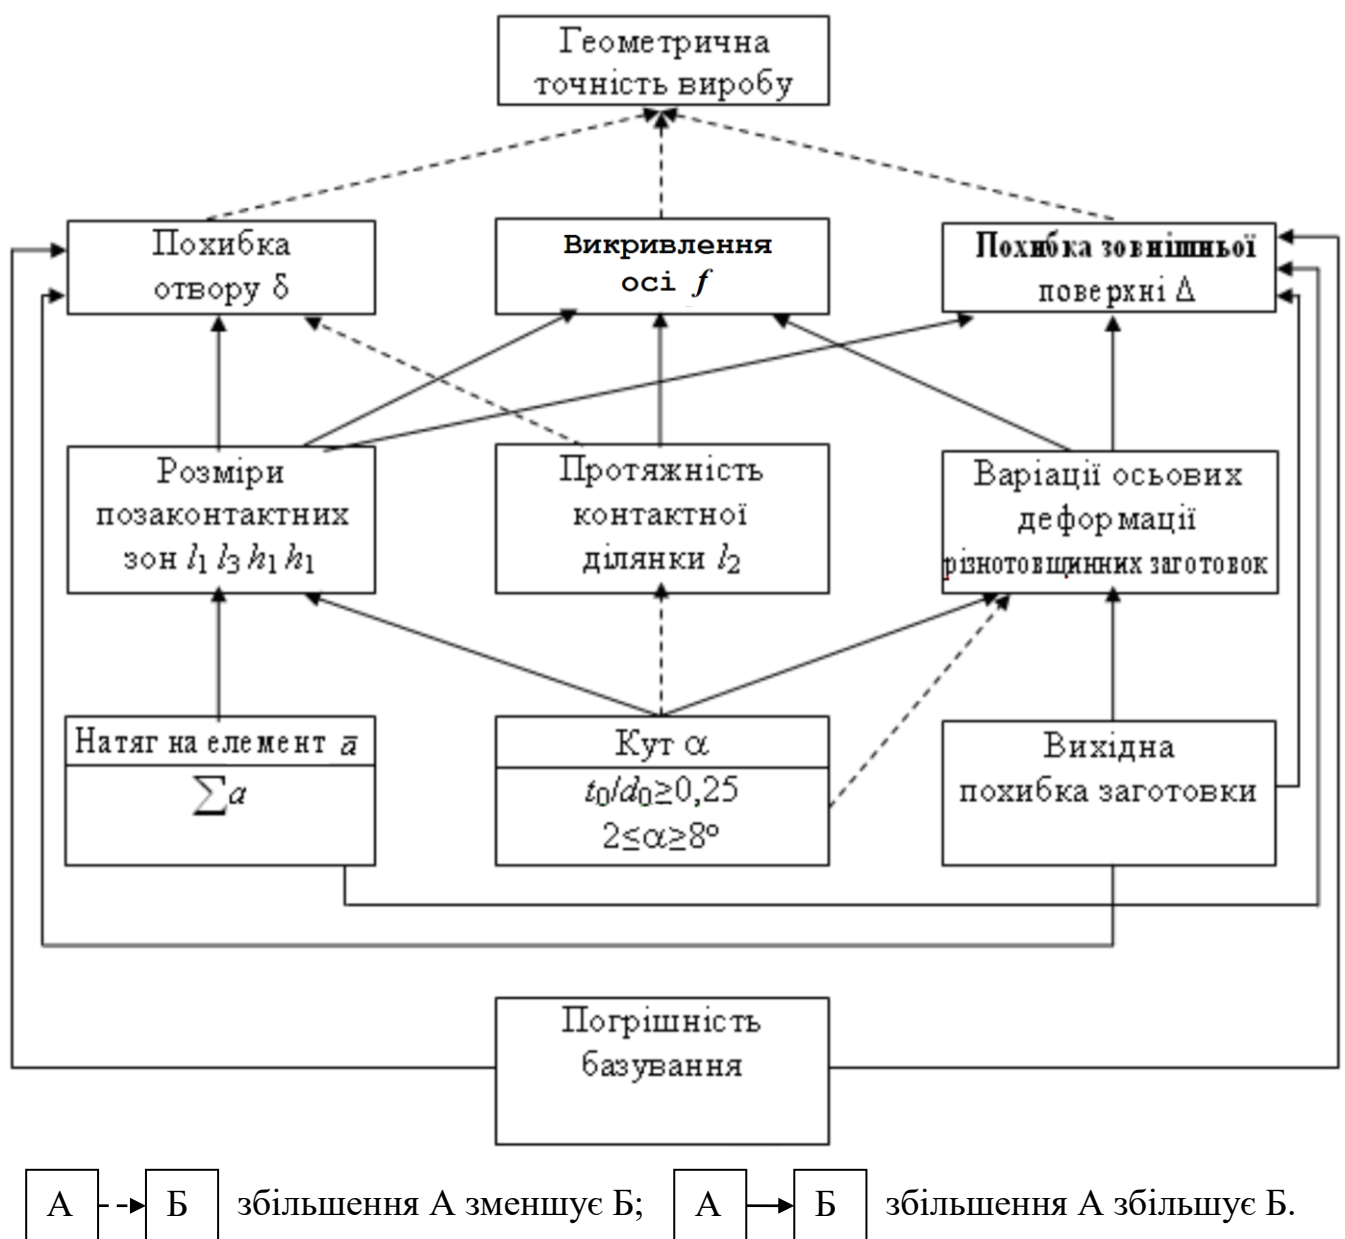 Геометрична
точність виробу
Похибка
отвору δ
Викривлення
осі f
Похибка зовнішньої
поверхні Δ
Розміри
позаконтактних
зон l₁ l₃ h₁ h₁
Протяжність
контактної
ділянки l₂
Варіації осьових
деформації
різнотовщинних заготовок
Натяг на елемент a̅
∑a
Кут α
t₀/d₀≥0,25
2≤α≥8°
Вихідна
похибка заготовки
Погрішність
базування
А Б збільшення А зменшує Б; А Б збільшення А збільшує Б.